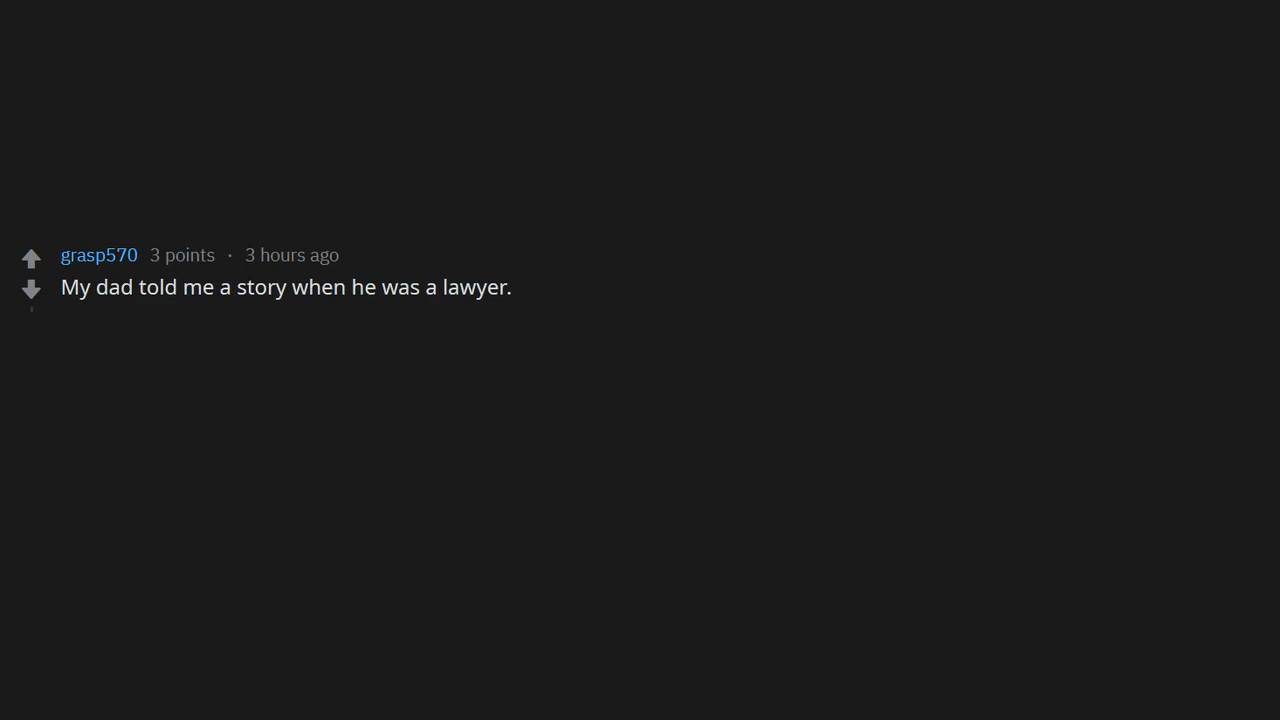 grasp570 3 points · 3 hours ago
My dad told me a story when he was a lawyer.